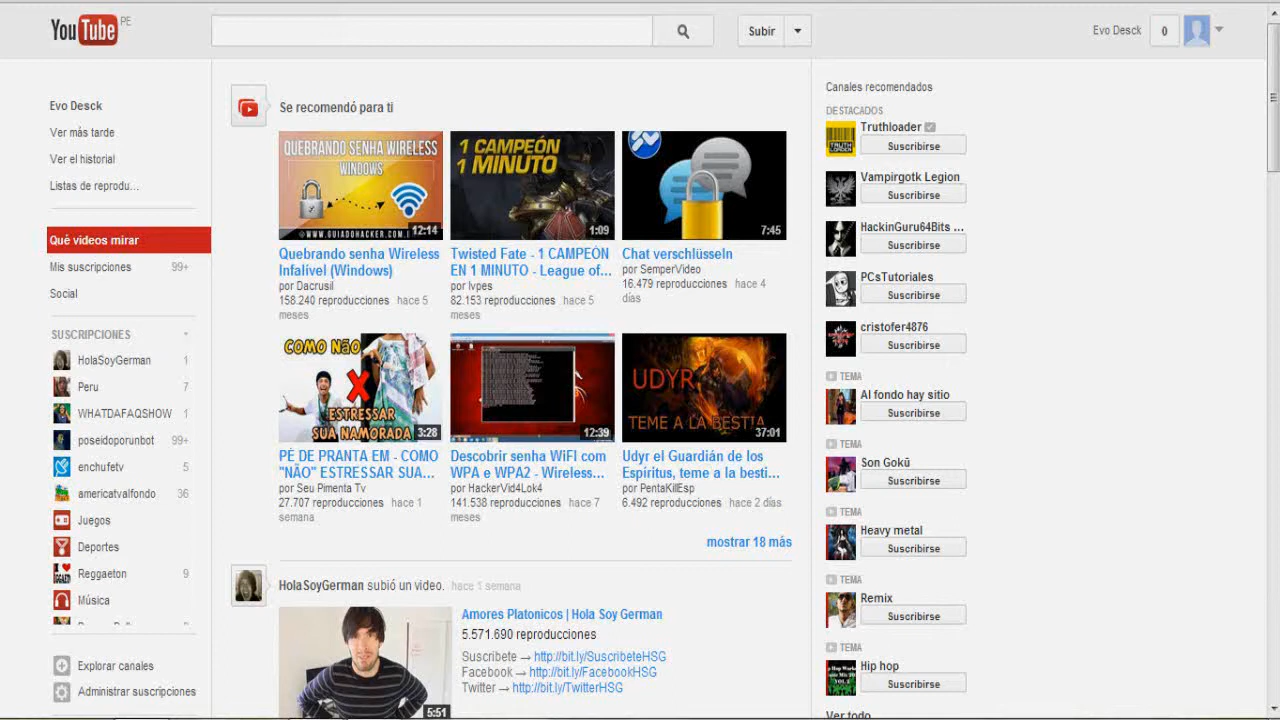 YouTube PE
Subir
Evo Desck
0
Evo Desck
Ver más tarde
Ver el historial
Listas de reprodu...
Qué videos mirar
Mis suscripciones 99+
Social
SUSCRIPCIONES
HolaSoyGerman 1
Peru 7
WHATDAFAQSHOW 1
poseidoporunbot 99+
enchufetv 5
americatvalfondo 36
Juegos
Deportes
Reggaeton 9
Música
Explorar canales
Administrar suscripciones
Se recomendó para ti
QUEBRANDO SENHA WIRELESS
WINDOWS
12:14
Quebrando senha Wireless
Infalível (Windows)
por Dacrusil
158.240 reproducciones hace 5
meses
1 CAMPEÓN
1 MINUTO
1:09
Twisted Fate - 1 CAMPEÓN
EN 1 MINUTO - League of...
por Ivpes
82.153 reproducciones hace 5
meses
7:45
Chat verschlüsseln
por SemperVideo
16.479 reproducciones hace 4
días
COMO NÃO
ESTRESSAR
SUA NAMORADA
3:28
PÉ DE PRANTA EM - COMO
"NÃO" ESTRESSAR SUA...
por Seu Pimenta Tv
27.707 reproducciones hace 1
semana
12:39
Descobrir senha WiFI com
WPA e WPA2 - Wireless...
por HackerVid4Lok4
141.538 reproducciones hace 7
meses
UDYR
TEME A LA BESTIA
37:01
Udyr el Guardián de los
Espíritus, teme a la besti...
por PentaKillEsp
6.492 reproducciones hace 2 días
mostrar 18 más
HolaSoyGerman subió un video. hace 1 semana
5:51
Amores Platonicos | Hola Soy German
5.571.690 reproducciones
Suscribete → http://bit.ly/SuscribeteHSG
Facebook → http://bit.ly/FacebookHSG
Twitter → http://bit.ly/TwitterHSG
Canales recomendados
DESTACADOS
TRUTH
LOADER
Truthloader
Suscribirse
Vampirgotk Legion
Suscribirse
HackinGuru64Bits ...
Suscribirse
PCsTutoriales
Suscribirse
cristofer4876
Suscribirse
TEMA
Al fondo hay sitio
Suscribirse
TEMA
Son Gokū
Suscribirse
TEMA
Heavy metal
Suscribirse
TEMA
Remix
Suscribirse
TEMA
Hip hop
Suscribirse
Ver todo